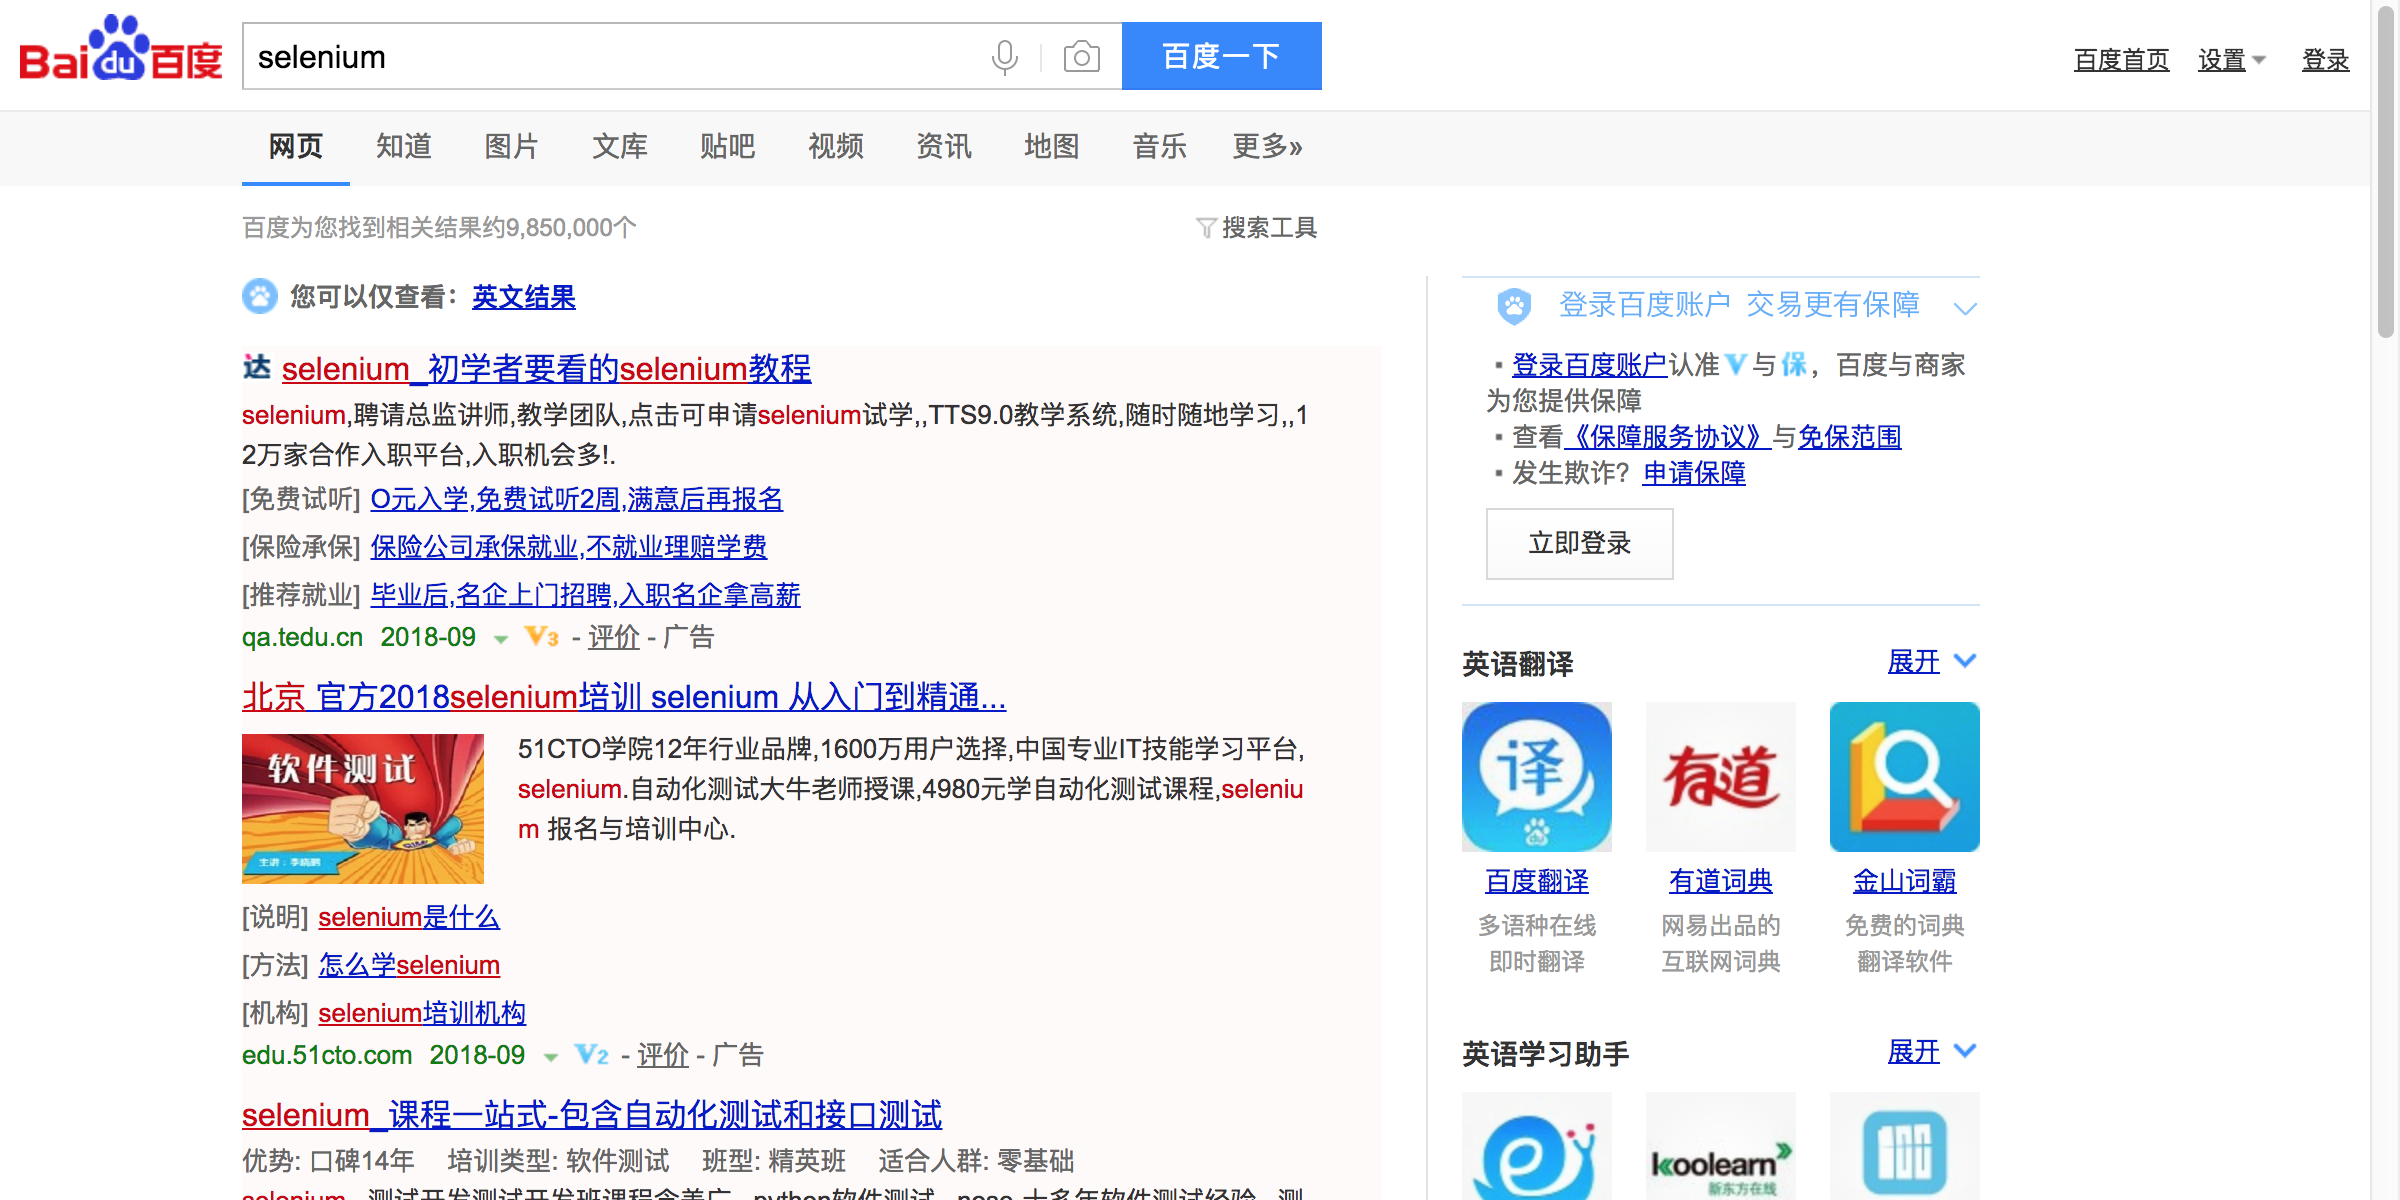 Bai du 百度
selenium
百度一下
百度首页 设置 登录
网页 知道 图片 文库 贴吧 视频 资讯 地图 音乐 更多»
百度为您找到相关结果约9,850,000个
搜索工具
您可以仅查看：英文结果
达 selenium_初学者要看的selenium教程
selenium,聘请总监讲师,教学团队,点击可申请selenium试学,,TTS9.0教学系统,随时随地学习,,1
2万家合作入职平台,入职机会多!.
[免费试听] O元入学,免费试听2周,满意后再报名
[保险承保] 保险公司承保就业,不就业理赔学费
[推荐就业] 毕业后,名企上门招聘,入职名企拿高薪
qa.tedu.cn 2018-09 V3 - 评价 - 广告
北京 官方2018selenium培训 selenium 从入门到精通...
软件测试
主讲：李晓鹏
51CTO学院12年行业品牌,1600万用户选择,中国专业IT技能学习平台,
selenium.自动化测试大牛老师授课,4980元学自动化测试课程,seleniu
m 报名与培训中心.
[说明] selenium是什么
[方法] 怎么学selenium
[机构] selenium培训机构
edu.51cto.com 2018-09 V2 - 评价 - 广告
selenium_课程一站式-包含自动化测试和接口测试
优势: 口碑14年 培训类型: 软件测试 班型: 精英班 适合人群: 零基础
登录百度账户 交易更有保障
登录百度账户认准V与保，百度与商家
为您提供保障
查看《保障服务协议》与免保范围
发生欺诈？申请保障
立即登录
英语翻译 展开
译
du
有道
百度翻译 有道词典 金山词霸
多语种在线 网易出品的 免费的词典
即时翻译 互联网词典 翻译软件
英语学习助手 展开
koolearn
新东方在线